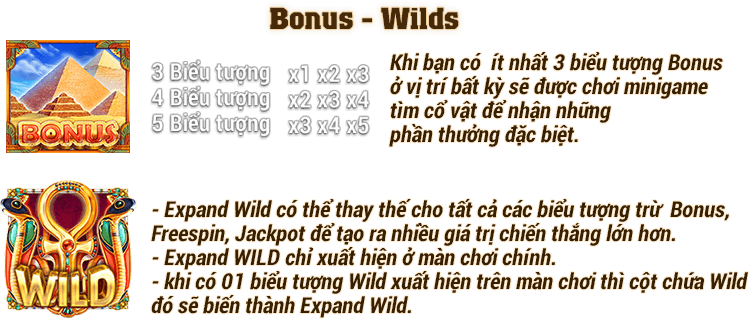 Bonus - Wilds
BONUS
3 Biểu tượng x1 x2 x3
4 Biểu tượng x2 x3 x4
5 Biểu tượng x3 x4 x5
Khi bạn có ít nhất 3 biểu tượng Bonus
ở vị trí bất kỳ sẽ được chơi minigame
tìm cổ vật để nhận những
phần thưởng đặc biệt.
WILD
- Expand Wild có thể thay thế cho tất cả các biểu tượng trừ Bonus,
Freespin, Jackpot để tạo ra nhiều giá trị chiến thắng lớn hơn.
- Expand WILD chỉ xuất hiện ở màn chơi chính.
- khi có 01 biểu tượng Wild xuất hiện trên màn chơi thì cột chứa Wild
đó sẽ biến thành Expand Wild.